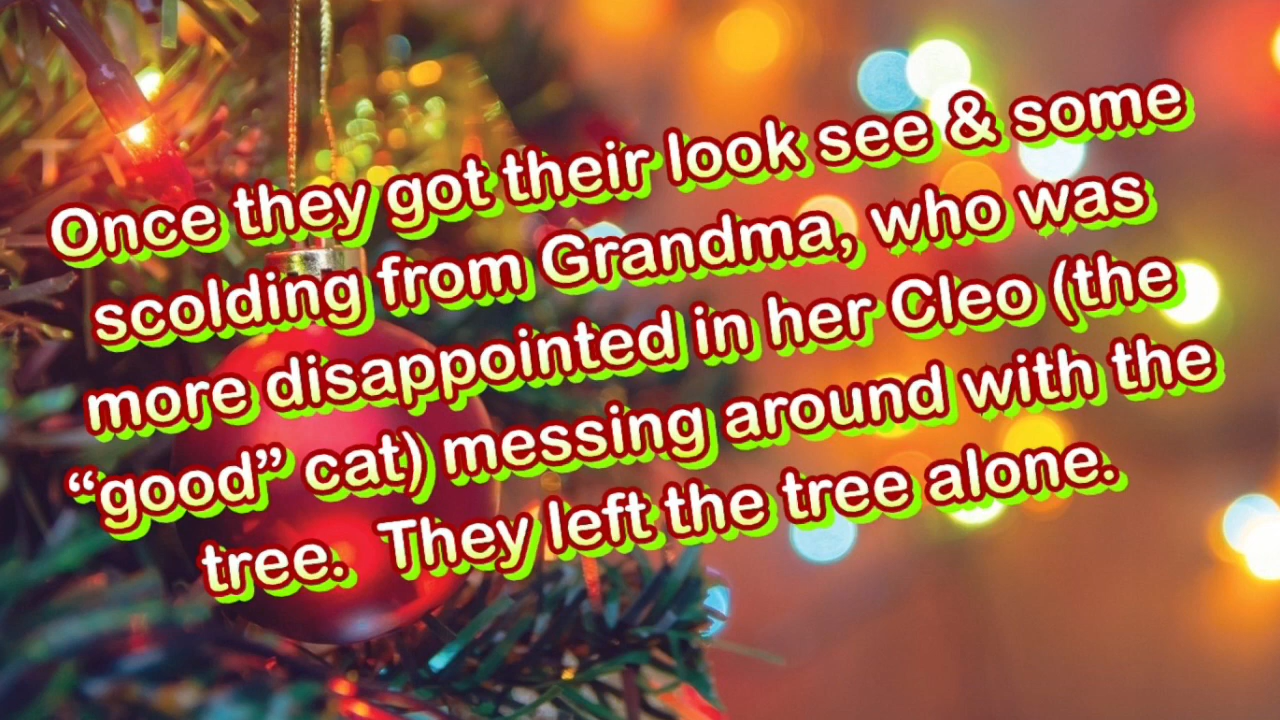 Once they got their look see & some
scolding from Grandma, who was
more disappointed in her Cleo (the
“good” cat) messing around with the
tree.  They left the tree alone.